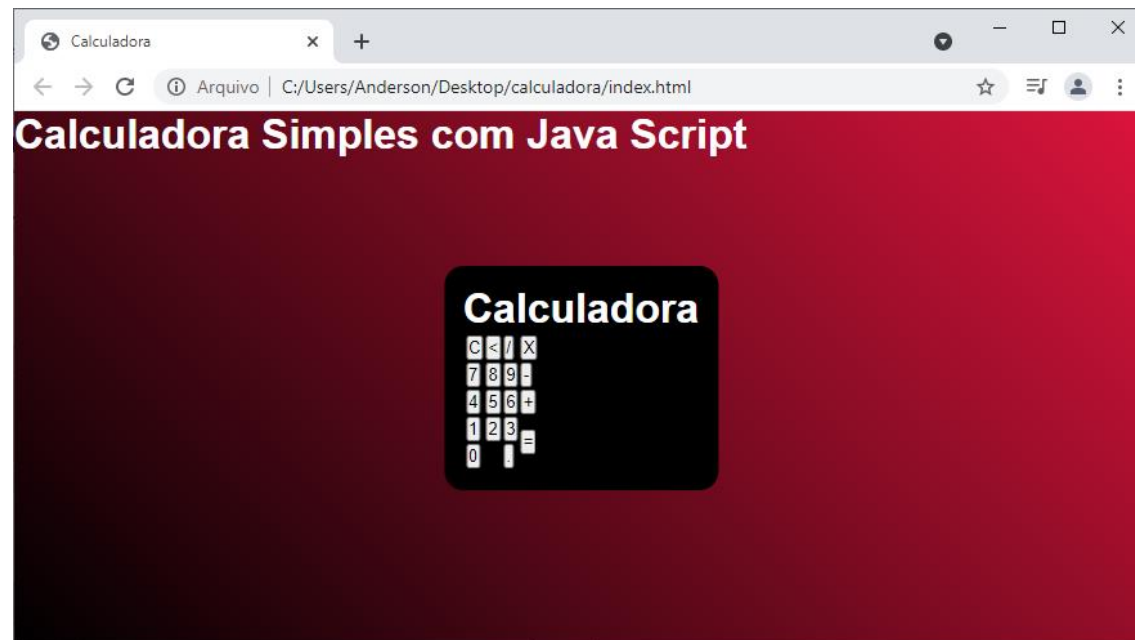 Calculadora
Arquivo | C:/Users/Anderson/Desktop/calculadora/index.html
Calculadora Simples com Java Script
Calculadora
C < / X
7 8 9 -
4 5 6 +
1 2 3 =
0 .